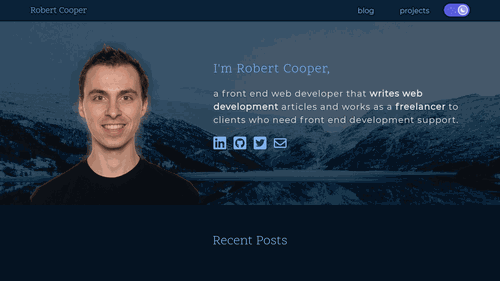 Robert Cooper
blog
projects
I'm Robert Cooper,
a front end web developer that writes web
development articles and works as a freelancer to
clients who need front end development support.
Recent Posts